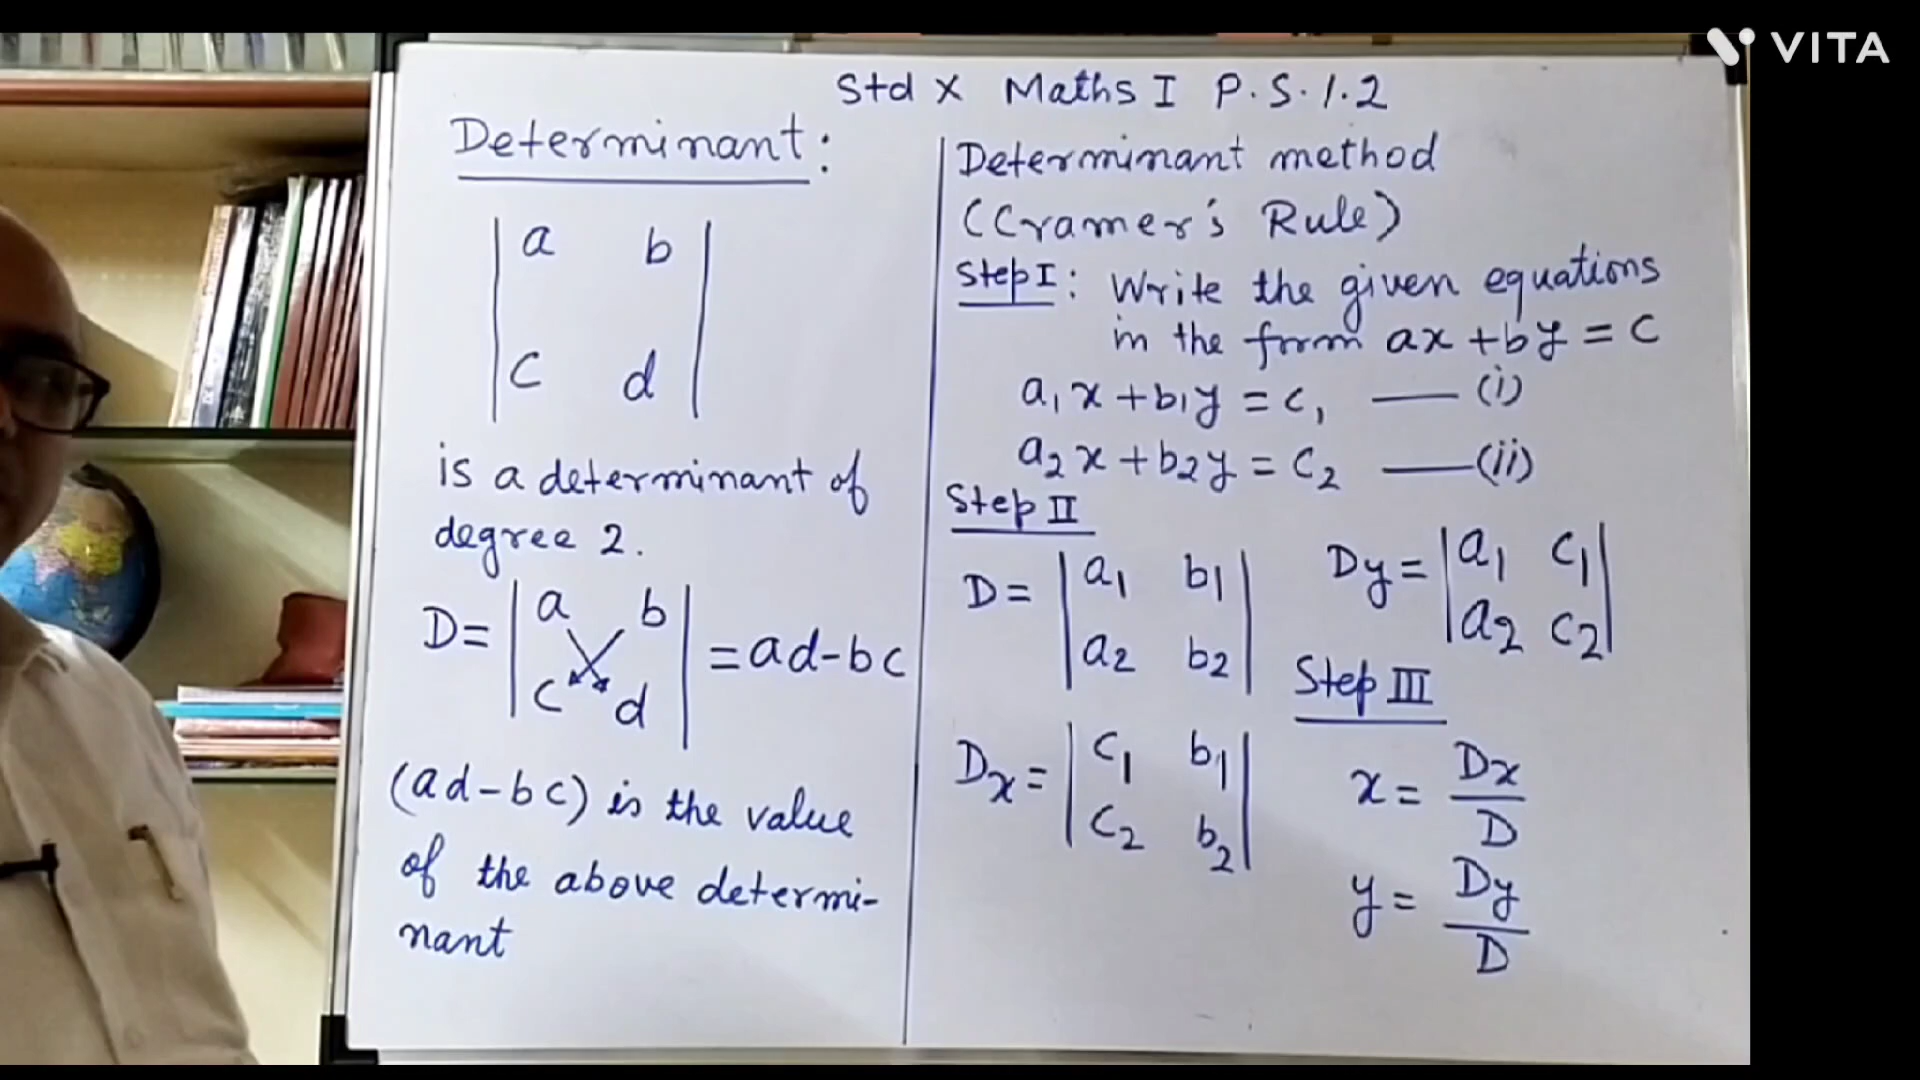 VITA
Std X Maths I P.S.1.2
Determinant:
| a b |
| c d |
is a determinant of
degree 2.
D= | a b | = ad-bc
| c d |
(ad-bc) is the value
of the above determi-
nant
Determinant method
(Cramer's Rule)
Step I: Write the given equations
in the form ax+by=c
a₁x+b₁y=c₁ —— (i)
a₂x+b₂y=c₂ ——(ii)
Step II
D= | a₁ b₁ |
| a₂ b₂ |
Dx= | c₁ b₁ |
| c₂ b₂ |
Dy= | a₁ c₁ |
| a₂ c₂ |
Step III
x= Dx/D
y= Dy/D